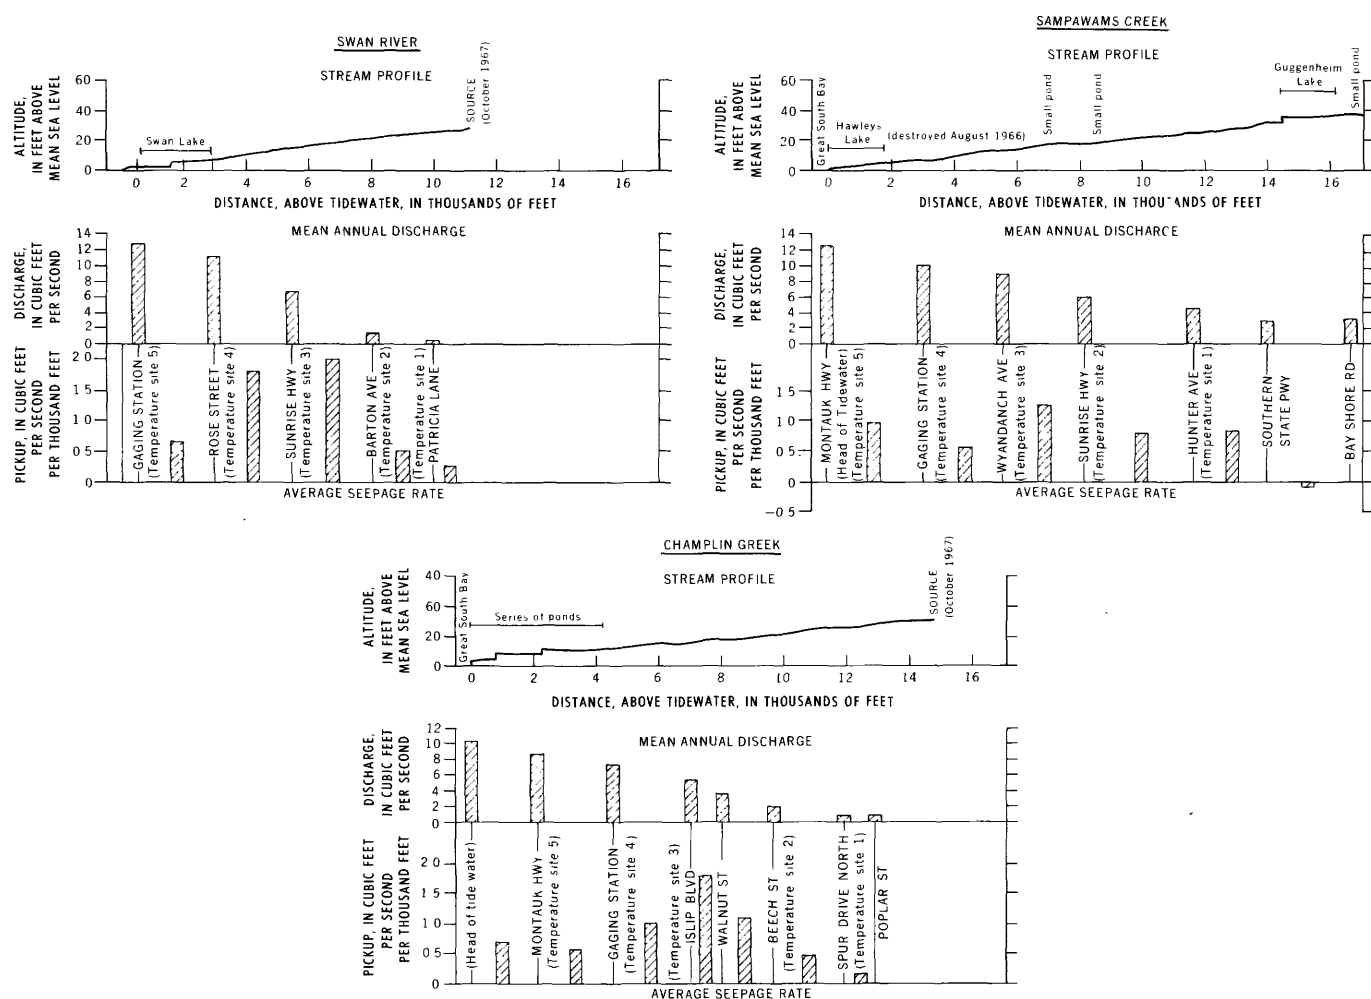 SWAN RIVER
STREAM PROFILE
ALTITUDE,
IN FEET ABOVE
MEAN SEA LEVEL
60
40
20
0
Swan Lake
SOURCE
(October 1967)
0 2 4 6 8 10 12 14 16
DISTANCE, ABOVE TIDEWATER, IN THOUSANDS OF FEET
MEAN ANNUAL DISCHARGE
DISCHARGE,
IN CUBIC FEET
PER SECOND
14
12
10
8
6
4
2
0
PICKUP, IN CUBIC FEET
PER SECOND
PER THOUSAND FEET
2 0
1 5
1 0
0 5
0
GAGING STATION
(Temperature site 5)
ROSE STREET
(Temperature site 4)
SUNRISE HWY
(Temperature site 3)
BARTON AVE
(Temperature site 2)
(Temperature site 1)
PATRICIA LANE
AVERAGE SEEPAGE RATE
SAMPAWAMS CREEK
STREAM PROFILE
ALTITUDE,
IN FEET ABOVE
MEAN SEA LEVEL
60
40
20
0
Great South Bay
Hawleys
Lake
(destroyed August 1966)
Small pond
Small pond
Guggenheim
Lake
Small pond
0 2 4 6 8 10 12 14 16
DISTANCE, ABOVE TIDEWATER, IN THOUSANDS OF FEET
MEAN ANNUAL DISCHARGE
DISCHARGE,
IN CUBIC FEET
PER SECOND
14
12
10
8
6
4
2
0
PICKUP, IN CUBIC FEET
PER SECOND
PER THOUSAND FEET
1 5
1 0
0 5
0
−0 5
MONTAUK HWY
(Head of Tidewater)
(Temperature site 5)
GAGING STATION
(Temperature site 4)
WYANDANCH AVE
(Temperature site 3)
SUNRISE HWY
(Temperature site 2)
HUNTER AVE
(Temperature site 1)
SOUTHERN
STATE PWY
BAY SHORE RD
AVERAGE SEEPAGE RATE
CHAMPLIN GREEK
STREAM PROFILE
ALTITUDE,
IN FEET ABOVE
MEAN SEA LEVEL
40
60
20
0
Great South Bay
Series of ponds
SOURCE
(October 1967)
0 2 4 6 8 10 12 14 16
DISTANCE, ABOVE TIDEWATER, IN THOUSANDS OF FEET
MEAN ANNUAL DISCHARGE
DISCHARGE,
IN CUBIC FEET
PER SECOND
12
10
8
6
4
2
0
PICKUP, IN CUBIC FEET
PER SECOND
PER THOUSAND FEET
2 0
1 5
1 0
0 5
0
(Head of tide water)
MONTAUK HWY
(Temperature site 5)
GAGING STATION
(Temperature site 4)
(Temperature site 3)
ISLIP BLVD
WALNUT ST
BEECH ST
(Temperature site 2)
SPUR DRIVE NORTH
(Temperature site 1)
POPLAR ST
AVERAGE SEEPAGE RATE